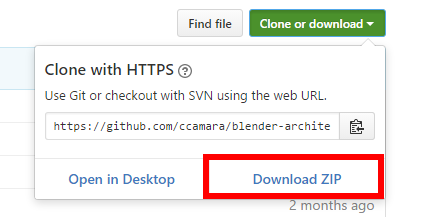 Find file Clone or download
Clone with HTTPS ?
Use Git or checkout with SVN using the web URL.
https://github.com/ccamara/blender-archite
Open in Desktop Download ZIP
2 months ago